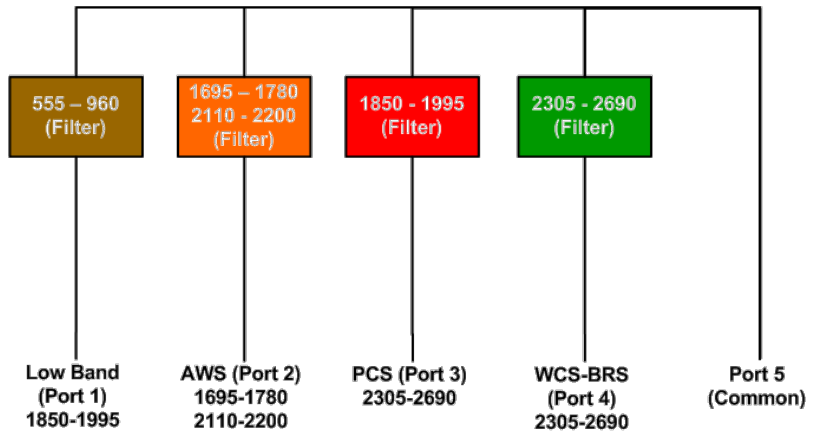 555 – 960
(Filter)
1695 – 1780
2110 - 2200
(Filter)
1850 - 1995
(Filter)
2305 - 2690
(Filter)
Low Band
(Port 1)
1850-1995
AWS (Port 2)
1695-1780
2110-2200
PCS (Port 3)
2305-2690
WCS-BRS
(Port 4)
2305-2690
Port 5
(Common)